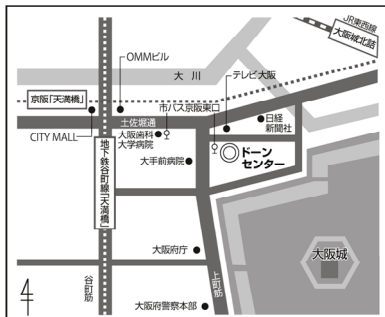 JR東西線
大阪城北詰
OMMビル
大川
テレビ大阪
京阪「天満橋」
市バス京阪東口
日経
新聞社
土佐堀通
CITY MALL
大阪歯科
大学病院
ドーン
センター
大手前病院
地下鉄谷町線「天満橋」
大阪府庁
大阪城
谷町筋
上町筋
大阪府警察本部